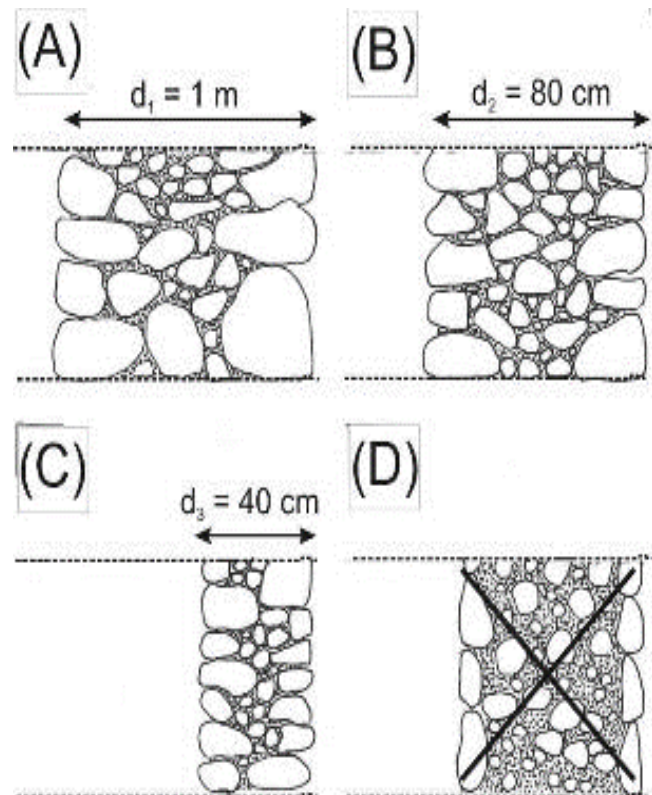 (A)
d₁ = 1 m
(B)
d₂ = 80 cm
(C)
d₃ = 40 cm
(D)